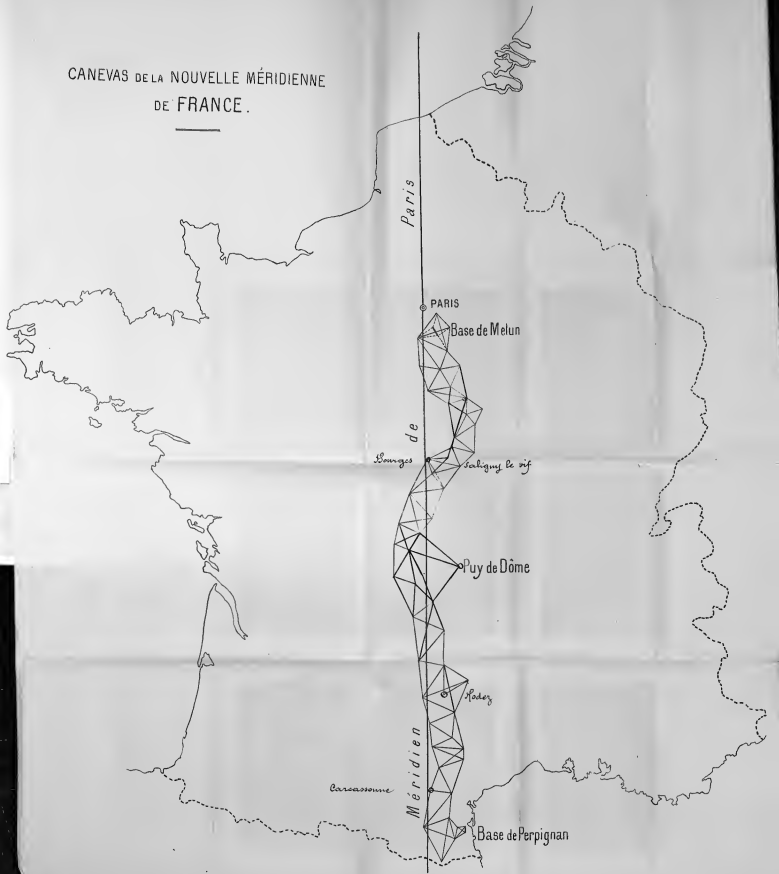 CANEVAS DE LA NOUVELLE MÉRIDIENNE
DE FRANCE.
Paris
PARIS
Base de Melun
de
Bourges
Saligny le vif
Puy de Dôme
Rodez
Méridien
Carcassonne
Base de Perpignan